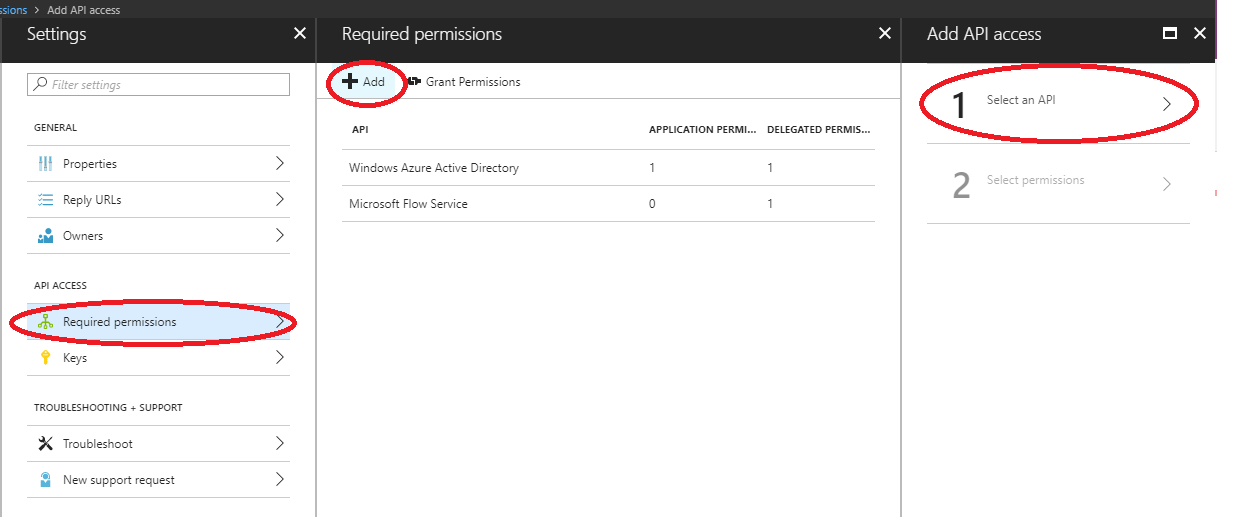 ssions > Add API access
Settings
Filter settings
GENERAL
Properties
Reply URLs
Owners
API ACCESS
Required permissions
Keys
TROUBLESHOOTING + SUPPORT
Troubleshoot
New support request
Required permissions
Add Grant Permissions
API APPLICATION PERMI... DELEGATED PERMIS...
Windows Azure Active Directory 1 1
Microsoft Flow Service 0 1
Add API access
1 Select an API
2 Select permissions